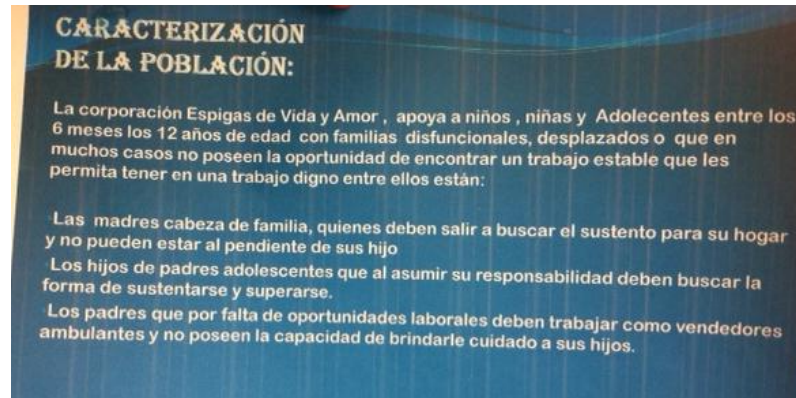 CARACTERIZACIÓN
DE LA POBLACIÓN:
La corporación Espigas de Vida y Amor , apoya a niños , niñas y Adolecentes entre los
6 meses los 12 años de edad con familias disfuncionales, desplazados o que en
muchos casos no poseen la oportunidad de encontrar un trabajo estable que les
permita tener en una trabajo digno entre ellos están:
Las madres cabeza de familia, quienes deben salir a buscar el sustento para su hogar
y no pueden estar al pendiente de sus hijo
Los hijos de padres adolescentes que al asumir su responsabilidad deben buscar la
forma de sustentarse y superarse.
Los padres que por falta de oportunidades laborales deben trabajar como vendedores
ambulantes y no poseen la capacidad de brindarle cuidado a sus hijos.